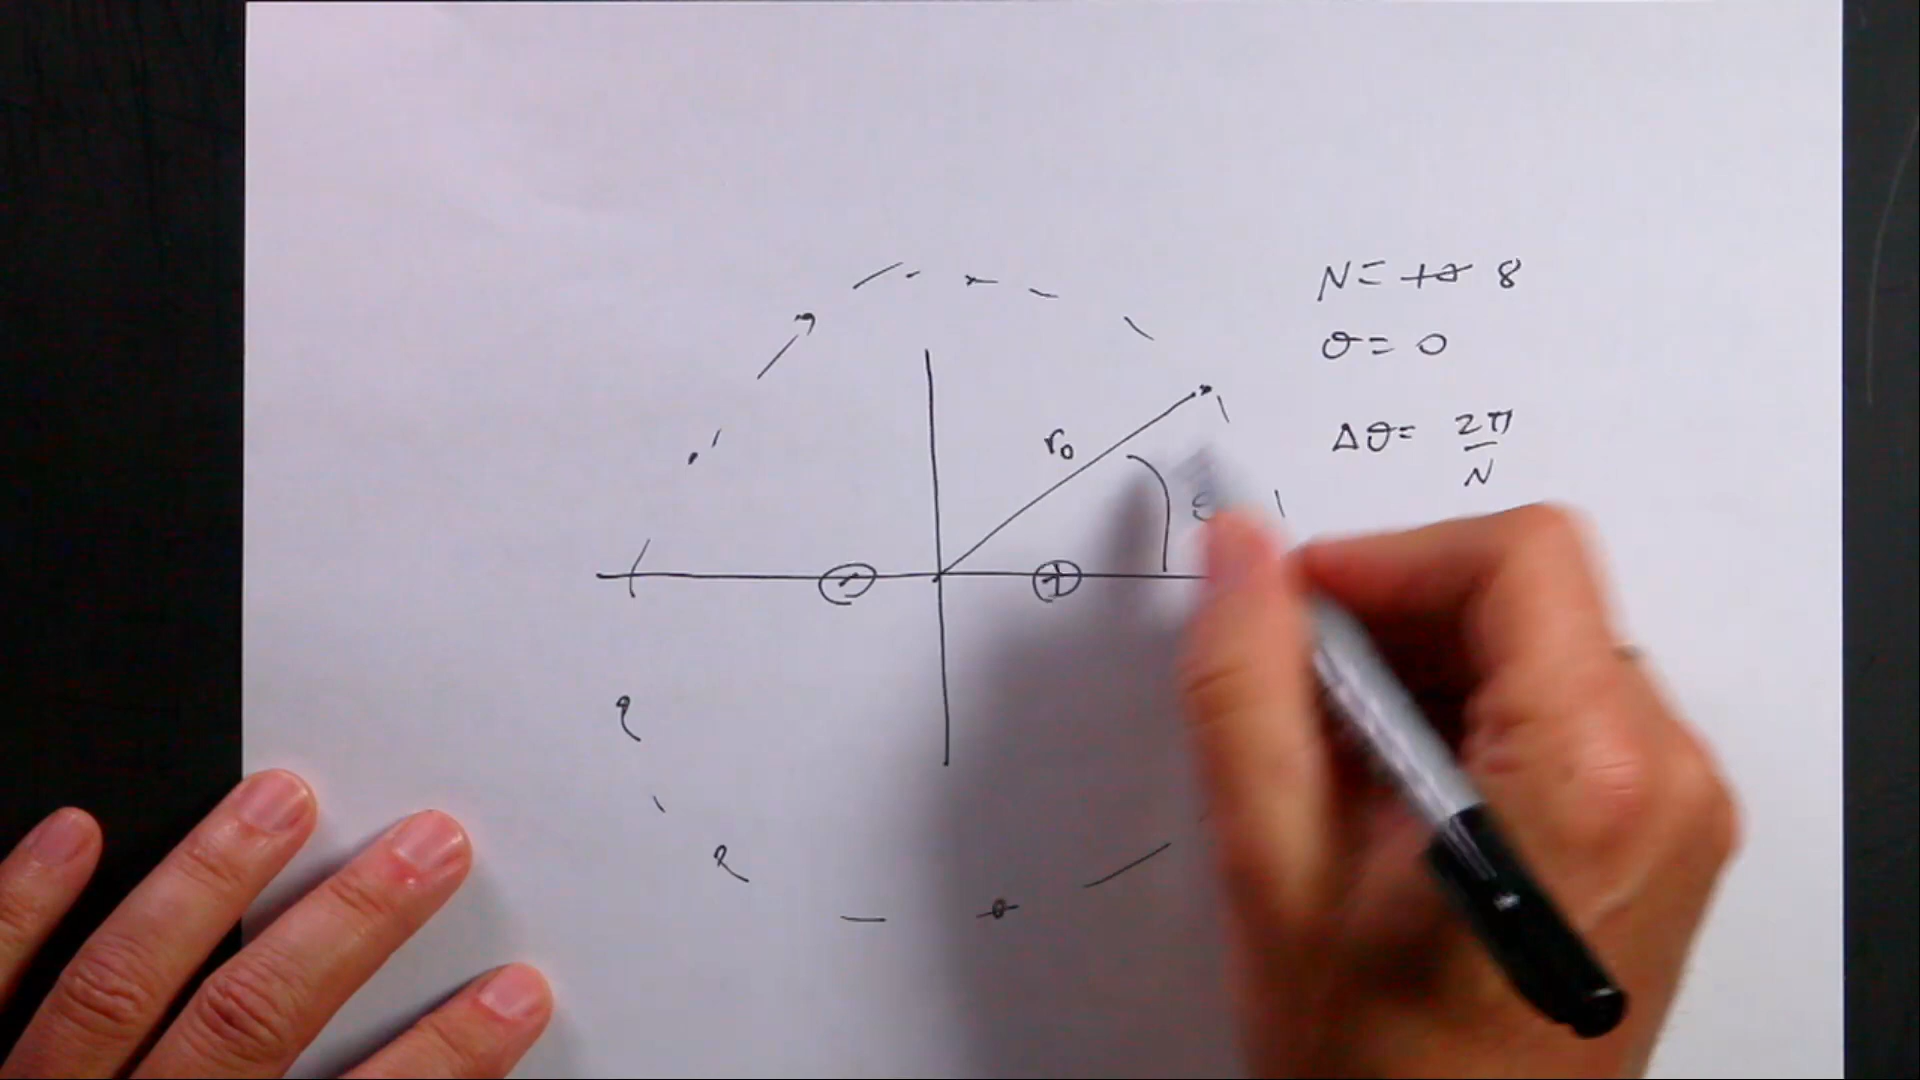 N = ~~10~~ 8
θ = 0
r₀
Δθ = 2π/N
- +